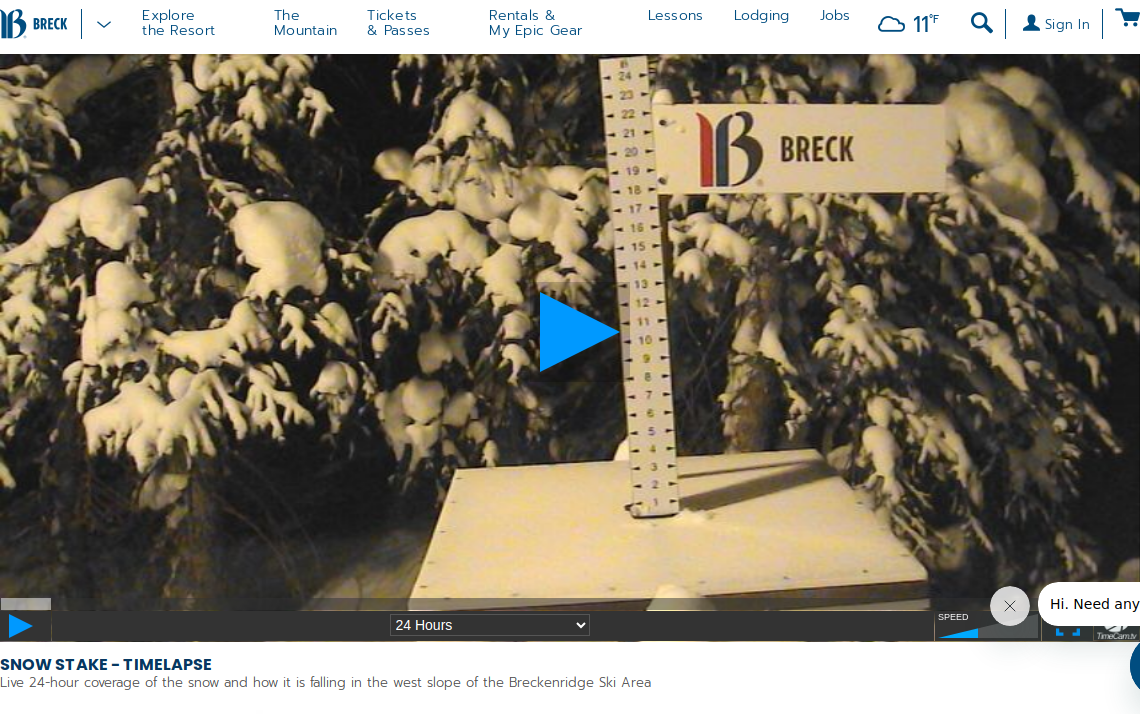 BRECK
Explore
the Resort
The
Mountain
Tickets
& Passes
Rentals &
My Epic Gear
Lessons
Lodging
Jobs
11°F
Sign In
24
23
22
21
20
19
18
17
16
15
14
13
12
11
10
9
8
7
6
5
4
3
2
1
B BRECK
24 Hours
SPEED
Hi. Need any
TimeCam.tv
SNOW STAKE - TIMELAPSE
Live 24-hour coverage of the snow and how it is falling in the west slope of the Breckenridge Ski Area